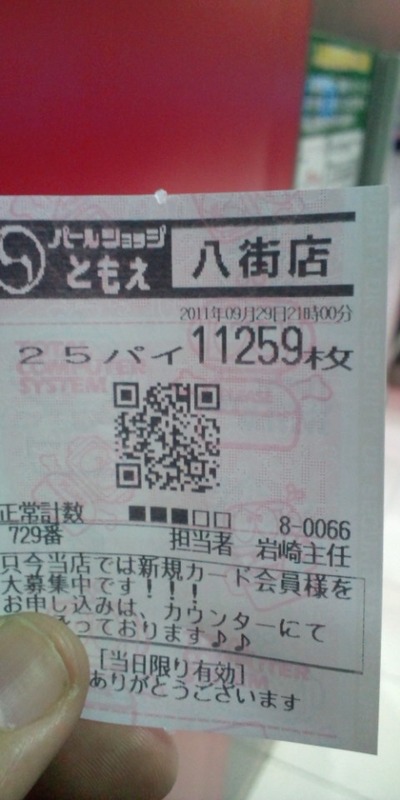 パールショップ
ともえ
八街店
2011年09月29日21時00分
25パイ 11259枚
正常計数 ■■■□□ 8-0066
729番 担当者 岩崎主任
只今当店では新規カード会員様を
大募集中です!!!
お申し込みは、カウンターにて
承っております♪♪
[当日限り有効]
ありがとうございます